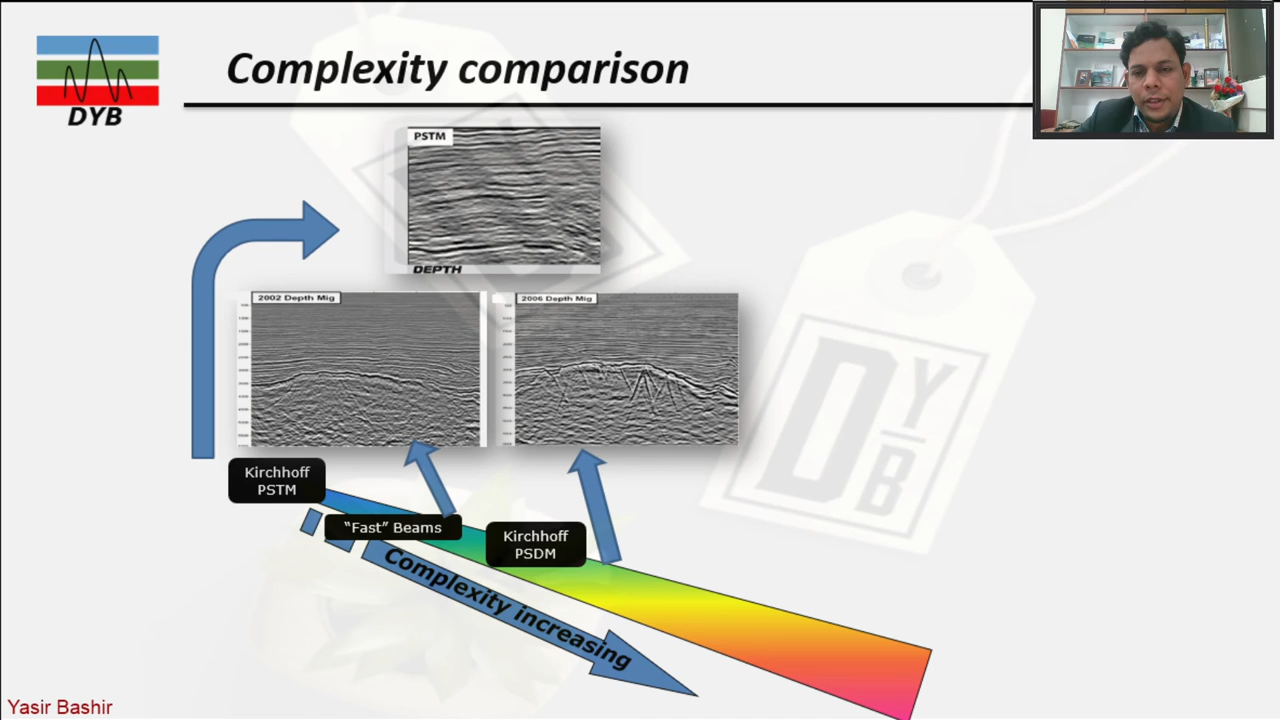 Complexity comparison
DYB
PSTM
DEPTH
2002 Depth Mig
2006 Depth Mig
Kirchhoff
PSTM
“Fast” Beams
Kirchhoff
PSDM
Complexity increasing
DYB
Yasir Bashir